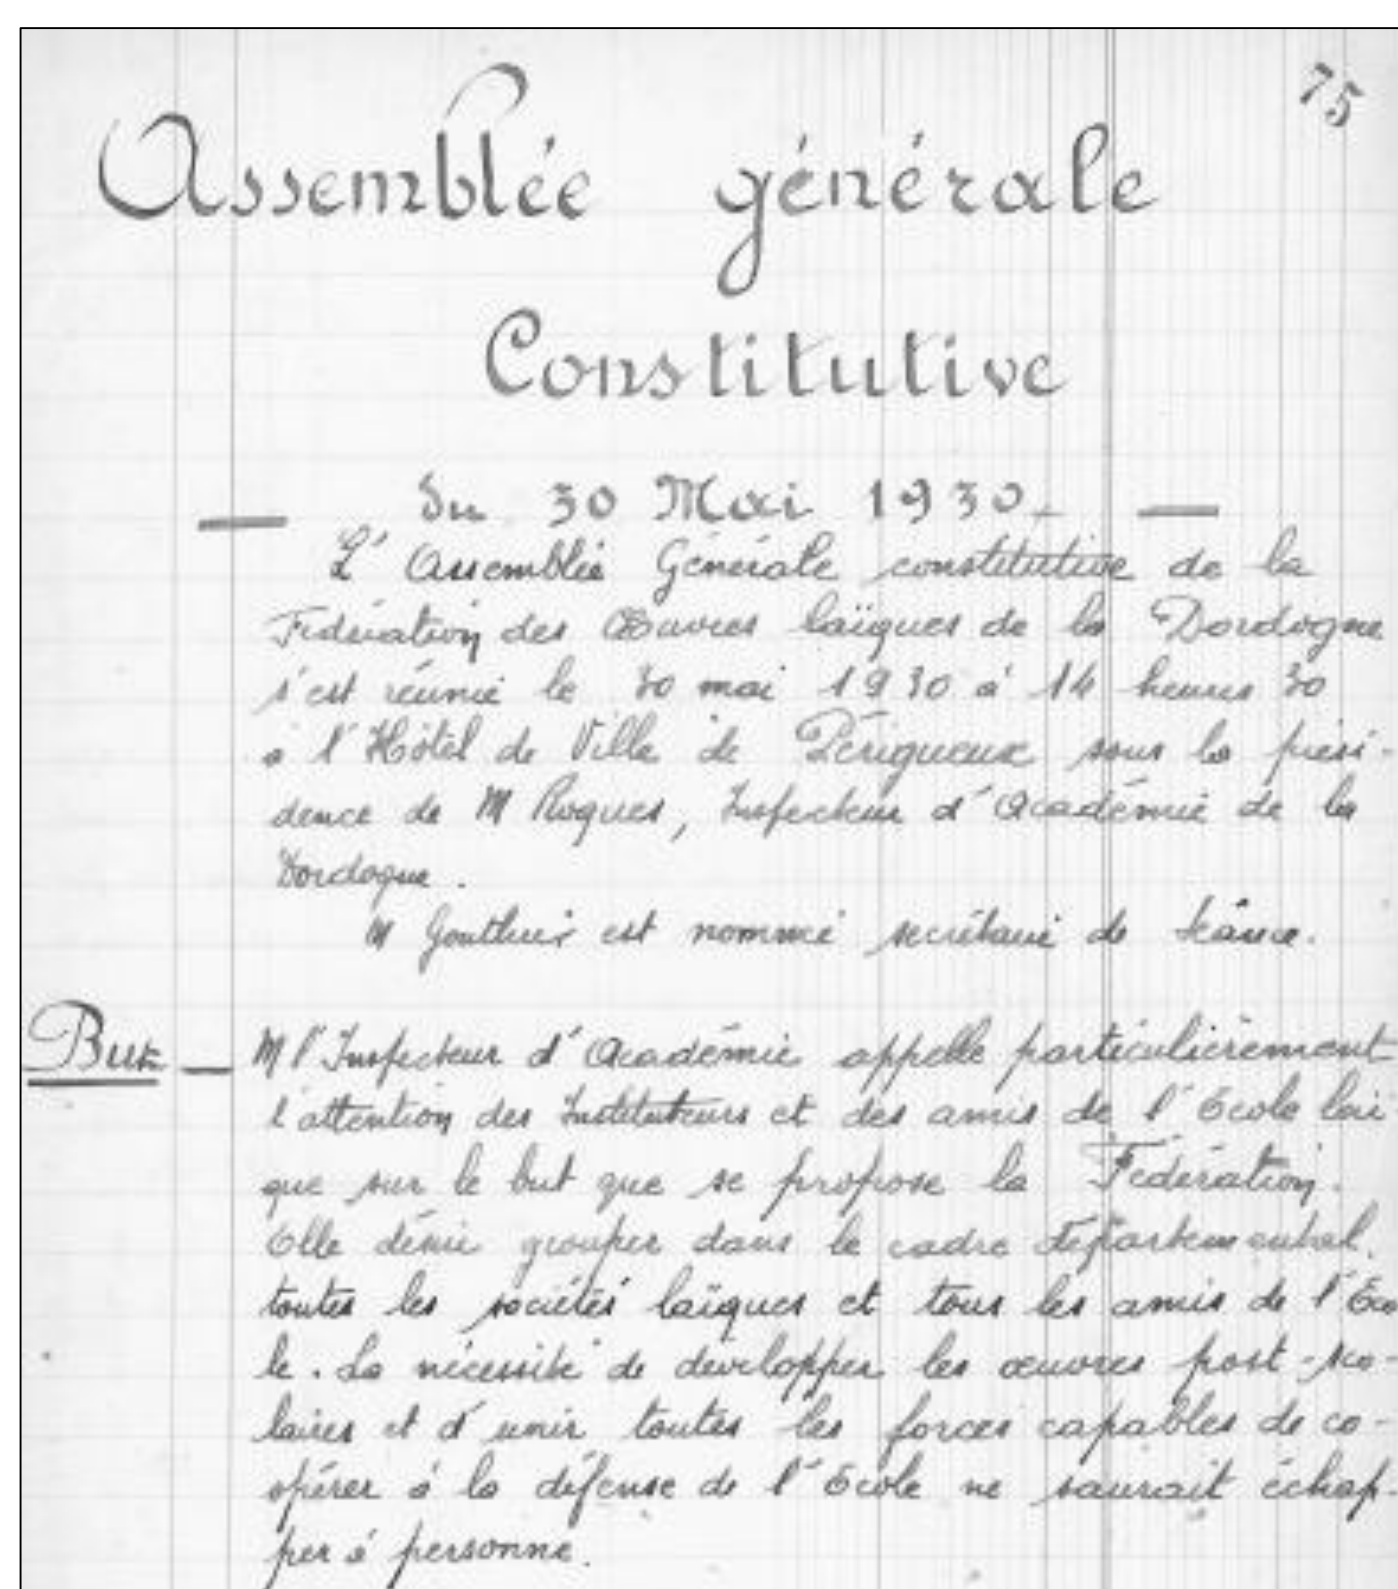 75
Assemblée générale
Constitutive
— du 30 Mai 1930 — —
L'Assemblée Générale constitutive de la
Fédération des Œuvres laïques de la Dordogne
s'est réunie le 30 mai 1930 à 14 heures 30
à l'Hôtel de Ville de Périgueux sous la prési-
dence de M Roques, Inspecteur d'Académie de la
Dordogne.
M Gouthier est nommé secrétaire de séance.
But — M l'Inspecteur d'Académie appelle particulièrement
l'attention des Instituteurs et des amis de l'Ecole laï
que sur le but que se propose la Fédération.
Elle désire grouper dans le cadre départemental,
toutes les sociétés laïques et tous les amis de l'Eco
le. La nécessité de développer les œuvres post-sco-
laires et d'unir toutes les forces capables de co-
opérer à la défense de l'Ecole ne saurait échap-
per à personne.